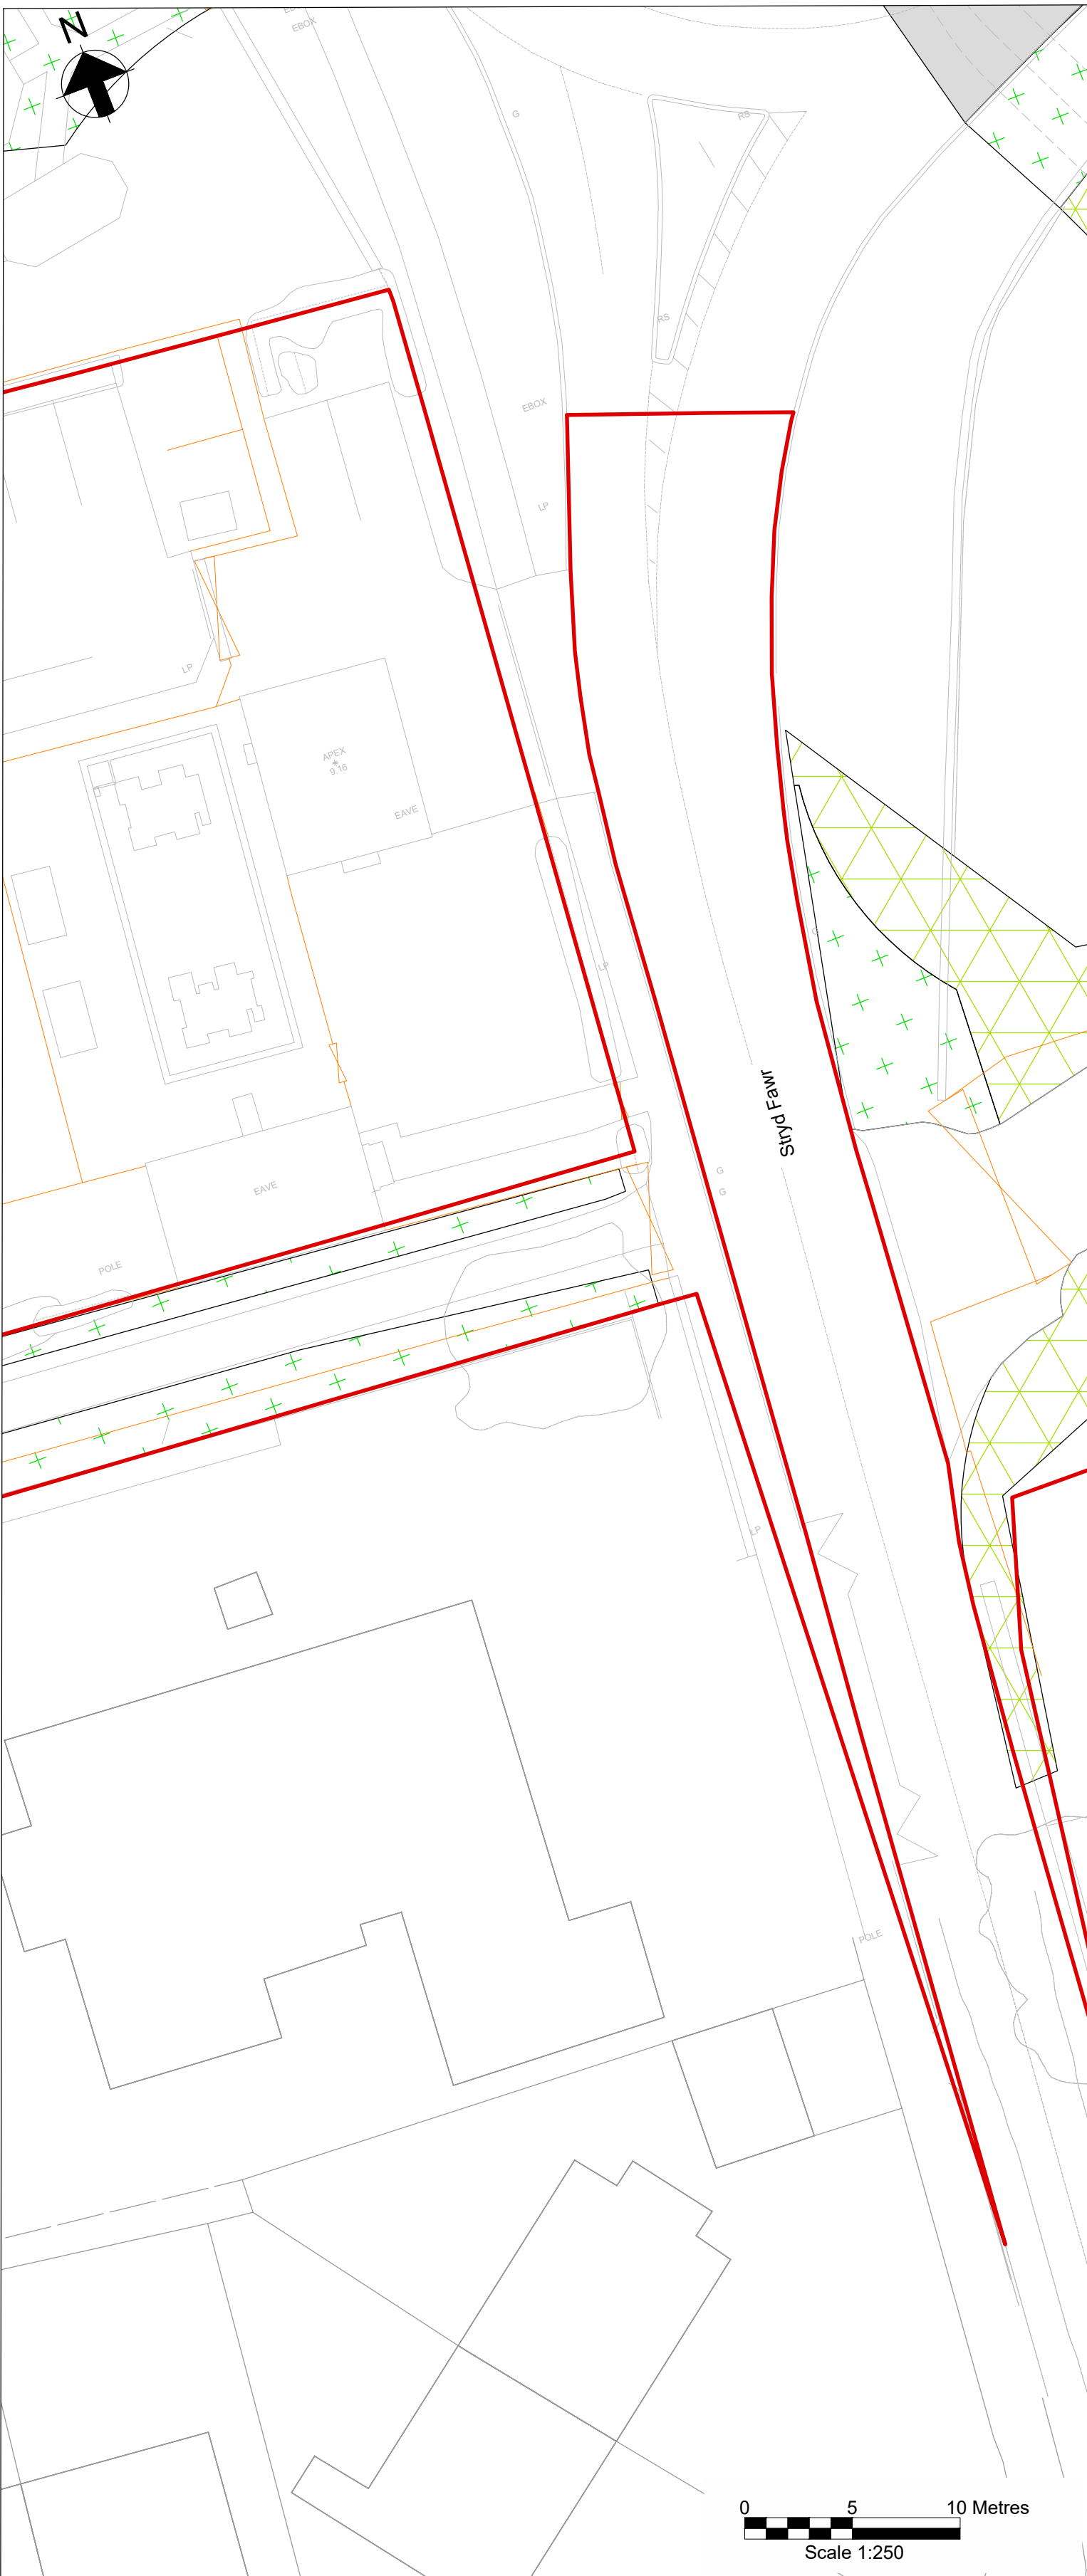 N
EBOX
G
RS
RS
EBOX
LP
LP
APEX
9.16
EAVE
LP
G
Stryd Fawr
G
G
EAVE
POLE
LP
POLE
0 5 10 Metres
Scale 1:250